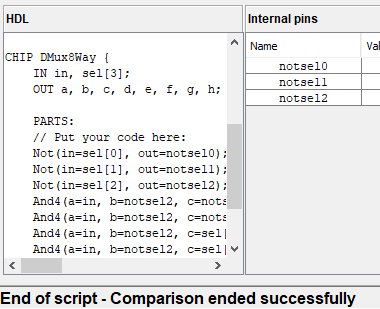 HDL
Internal pins
CHIP DMux8Way {
IN in, sel[3];
OUT a, b, c, d, e, f, g, h;
PARTS:
// Put your code here:
Not(in=sel[0], out=notsel0);
Not(in=sel[1], out=notsel1);
Not(in=sel[2], out=notsel2);
And4(a=in, b=notsel2, c=nots
And4(a=in, b=notsel2, c=nots
And4(a=in, b=notsel2, c=sel[
And4(a=in, b=notsel2, c=sel[
Name Val
notsel0
notsel1
notsel2
End of script - Comparison ended successfully